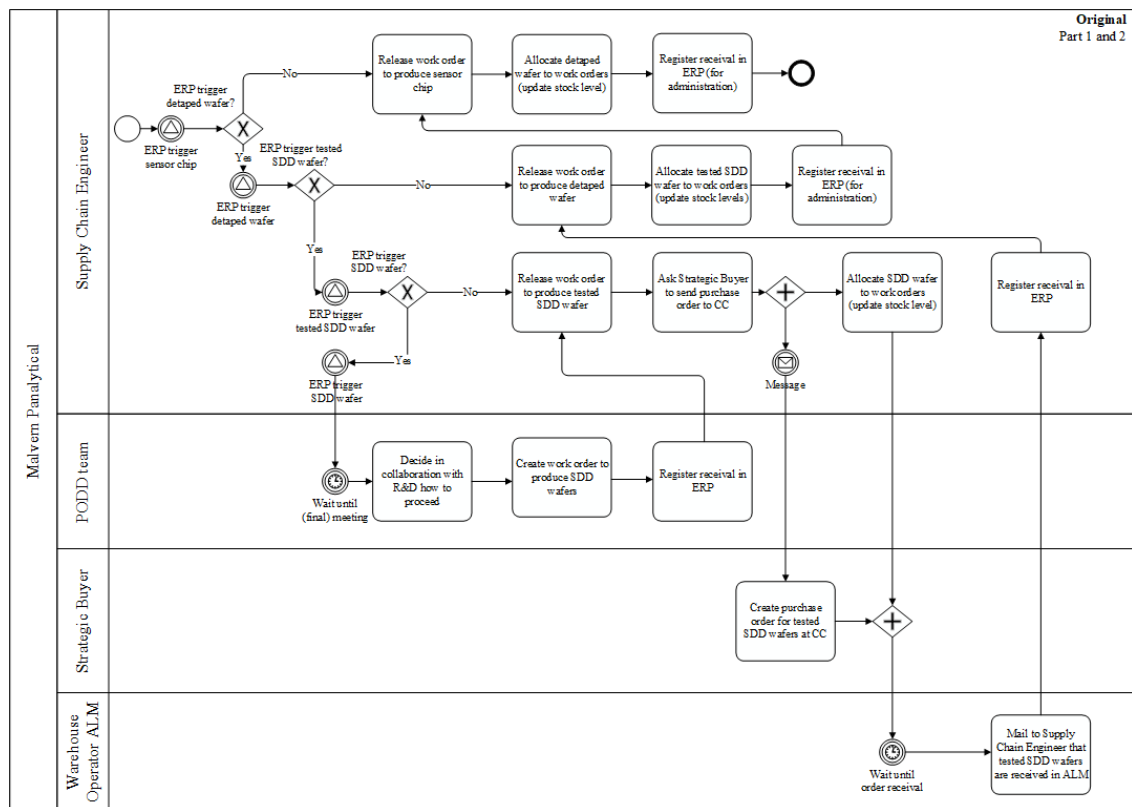 Original
Part 1 and 2
Malvern Panalytical
Supply Chain Engineer
ERP trigger
detaped wafer?
No
Release work order
to produce sensor
chip
Allocate detaped
wafer to work orders
(update stock level)
Register receival in
ERP (for
administration)
ERP trigger
sensor chip
Yes
ERP trigger tested
SDD wafer?
ERP trigger
detaped wafer
No
Release work order
to produce detaped
wafer
Allocate tested SDD
wafer to work orders
(update stock levels)
Register receival in
ERP (for
administration)
Yes
ERP trigger
SDD wafer?
ERP trigger
tested SDD wafer
No
Release work order
to produce tested
SDD wafer
Ask Strategic Buyer
to send purchase
order to CC
Allocate SDD wafer
to work orders
(update stock level)
Register receival in
ERP
Yes
ERP trigger
SDD wafer
Message
PODD team
Wait until
(final) meeting
Decide in
collaboration with
R&D how to
proceed
Create work order to
produce SDD
wafers
Register receival in
ERP
Strategic Buyer
Create purchase
order for tested
SDD wafers at CC
Warehouse
Operator ALM
Wait until
order receival
Mail to Supply
Chain Engineer that
tested SDD wafers
are received in ALM